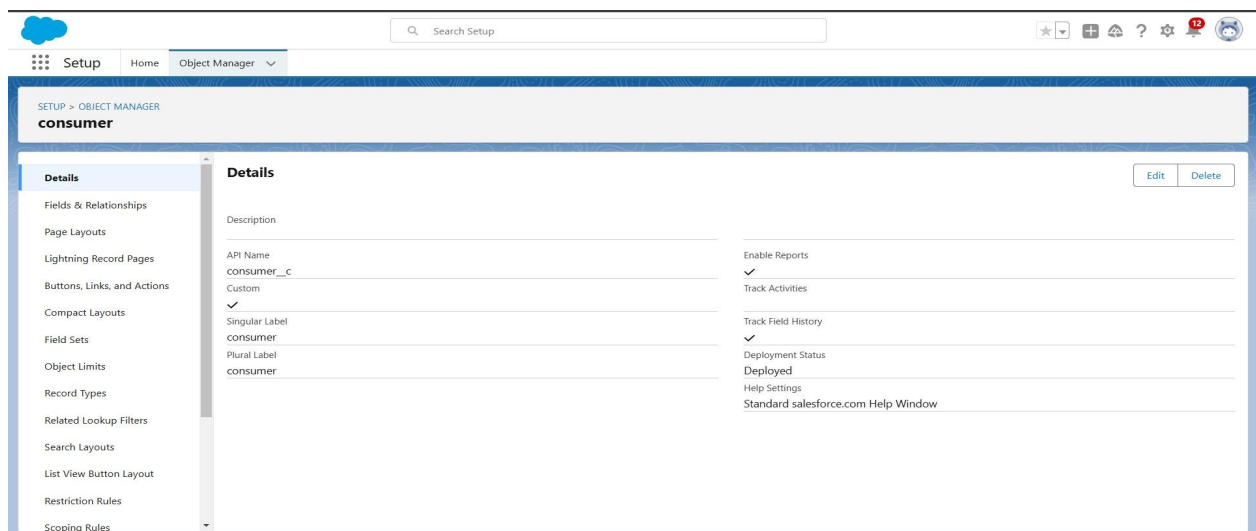 Search Setup
12
Setup
Home
Object Manager
SETUP > OBJECT MANAGER
consumer
Details
Fields & Relationships
Page Layouts
Lightning Record Pages
Buttons, Links, and Actions
Compact Layouts
Field Sets
Object Limits
Record Types
Related Lookup Filters
Search Layouts
List View Button Layout
Restriction Rules
Scoping Rules
Details
Edit
Delete
Description
API Name
consumer__c
Custom
Singular Label
consumer
Plural Label
consumer
Enable Reports
Track Activities
Track Field History
Deployment Status
Deployed
Help Settings
Standard salesforce.com Help Window